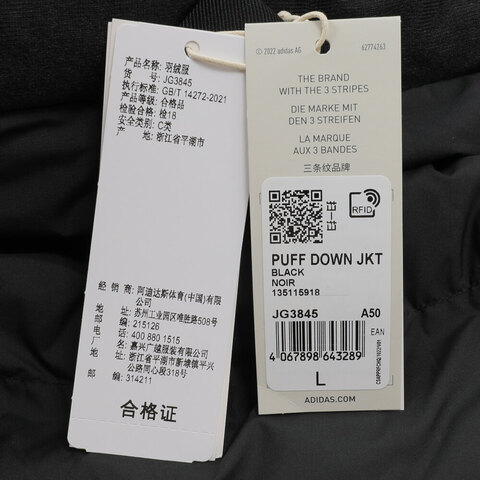 产品名称: 羽绒服
货 号: JG3845
执行标准: GB/T 14272-2021
产品等级: 合格品
检验合格: 检18
安全类别: C类
产 地: 浙江省平湖市
经 销 商: 阿迪达斯体育(中国)有限
公司
地 址: 苏州工业园区唯胜路508号
邮 编: 215126
电 话: 400 880 1515
厂 名: 嘉兴广越服装有限公司
地 址: 浙江省平湖市新埭镇平兴
公路同心段318号
邮 编: 314211
合格证
© 2022 adidas AG 62774263
THE BRAND
WITH THE 3 STRIPES
DIE MARKE MIT
DEN 3 STREIFEN
LA MARQUE
AUX 3 BANDES
三条纹品牌
RFID
PUFF DOWN JKT
BLACK
NOIR
135115918
JG3845 A50
EAN
4 067898 643289
L
ADIDAS.COM